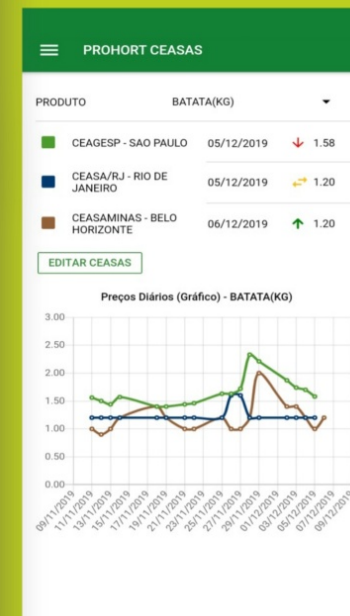 PROHORT CEASAS
PRODUTO BATATA(KG)
CEAGESP - SAO PAULO 05/12/2019 1.58
CEASA/RJ - RIO DE
JANEIRO 05/12/2019 1.20
CEASAMINAS - BELO
HORIZONTE 06/12/2019 1.20
EDITAR CEASAS
Preços Diários (Gráfico) - BATATA(KG)
3.00
2.50
2.00
1.50
1.00
0.50
0.00
09/11/2019
11/11/2019
13/11/2019
15/11/2019
17/11/2019
19/11/2019
21/11/2019
23/11/2019
25/11/2019
27/11/2019
29/11/2019
01/12/2019
03/12/2019
05/12/2019
07/12/2019
09/12/2019